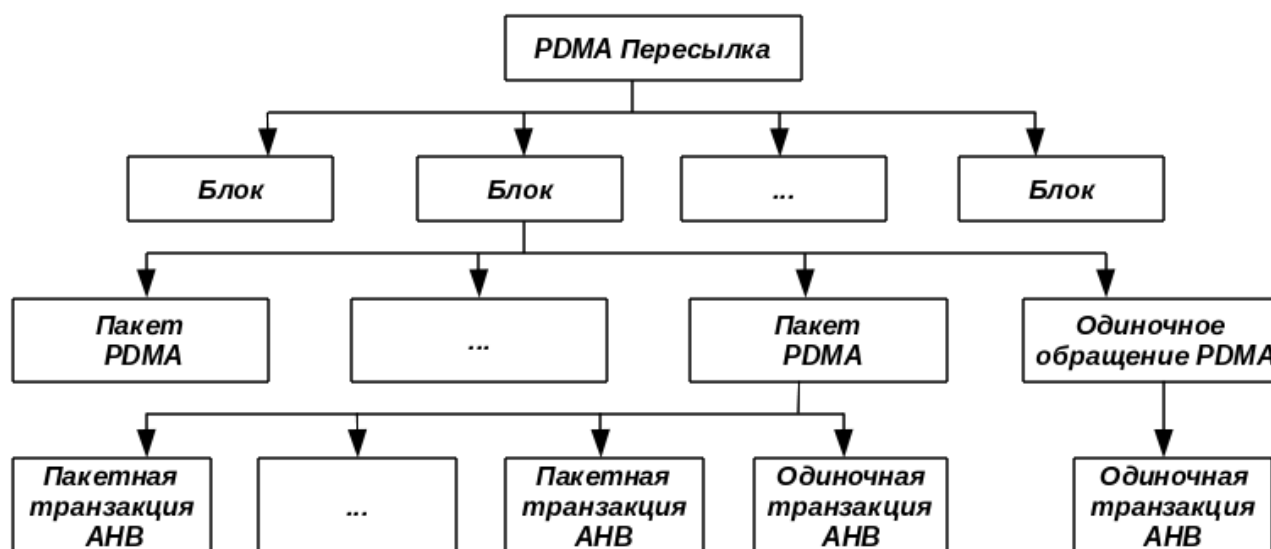 PDMA Пересылка
Блок
Блок
...
Блок
Пакет
PDMA
...
Пакет
PDMA
Одиночное
обращение PDMA
Пакетная
транзакция
AHB
...
Пакетная
транзакция
AHB
Одиночная
транзакция
AHB
Одиночная
транзакция
AHB